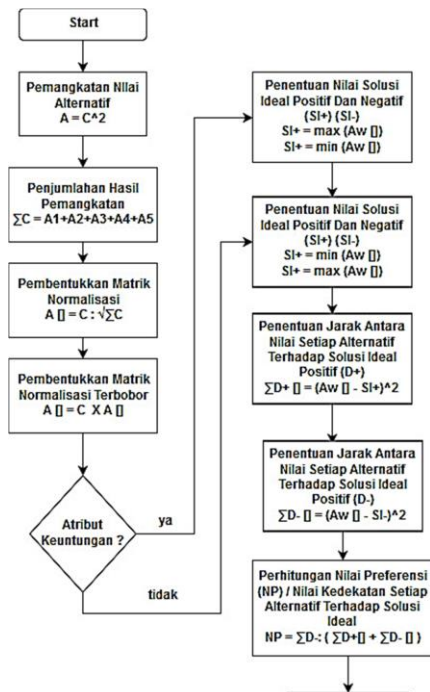 Start
Pemangkatan Nilai
Alternatif
A = C^2
Penjumlahan Hasil
Pemangkatan
∑C = A1+A2+A3+A4+A5
Pembentukkan Matrik
Normalisasi
A [] = C : √∑C
Pembentukkan Matrik
Normalisasi Terbobor
A [] = C X A []
Atribut
Keuntungan ?
ya
tidak
Penentuan Nilai Solusi
Ideal Positif Dan Negatif
(SI+) (SI-)
SI+ = max (Aw [])
SI+ = min (Aw [])
Penentuan Nilai Solusi
Ideal Positif Dan Negatif
(SI+) (SI-)
SI+ = min (Aw [])
SI+ = max (Aw [])
Penentuan Jarak Antara
Nilai Setiap Alternatif
Terhadap Solusi Ideal
Positif (D+)
∑D+ [] = (Aw [] - SI+)^2
Penentuan Jarak Antara
Nilai Setiap Alternatif
Terhadap Solusi Ideal
Positif (D-)
∑D- [] = (Aw [] - SI-)^2
Perhitungan Nilai Preferensi
(NP) / Nilai Kedekatan Setiap
Alternatif Terhadap Solusi
Ideal
NP = ∑D-: ( ∑D+[] + ∑D- [] )